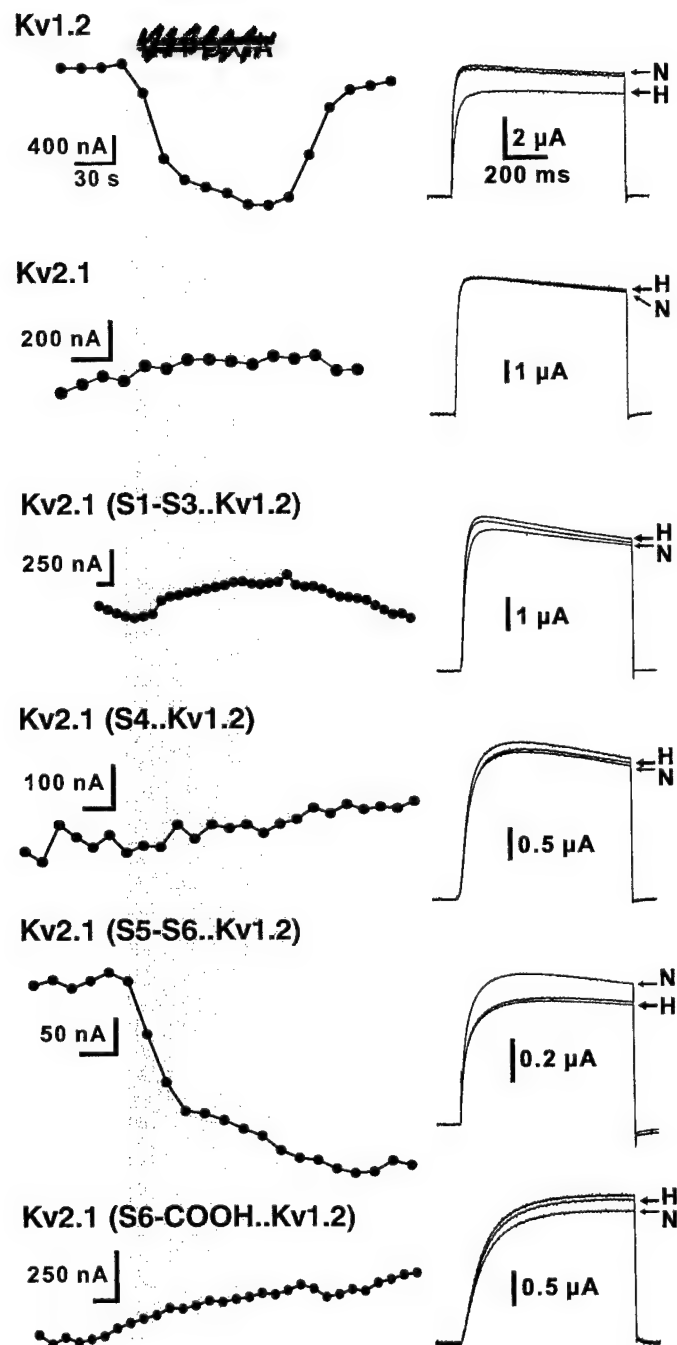 Kv1.2
400 nA
30 s
N
H
2 µA
200 ms
Kv2.1
200 nA
H
N
1 µA
Kv2.1 (S1-S3..Kv1.2)
250 nA
H
N
1 µA
Kv2.1 (S4..Kv1.2)
100 nA
H
N
0.5 µA
Kv2.1 (S5-S6..Kv1.2)
50 nA
N
H
0.2 µA
Kv2.1 (S6-COOH..Kv1.2)
250 nA
H
N
0.5 µA